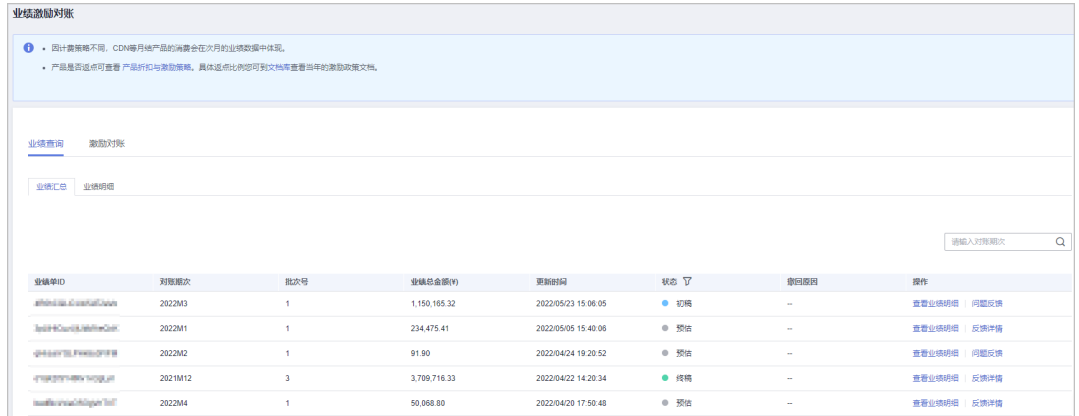 业绩激励对账
• 因计费策略不同，CDN等月结产品的消费会在次月的业绩数据中体现。
• 产品是否返点可查看 产品折扣与激励策略。具体返点比例您可到文档库查看当年的激励政策文档。
业绩查询 激励对账
业绩汇总 业绩明细
请输入对账期次
业绩单ID 对账期次 批次号 业绩总金额(¥) 更新时间 状态 撤回原因 操作
2022M3 1 1,150,165.32 2022/05/23 15:06:05 初稿 -- 查看业绩明细 问题反馈
2022M1 1 234,475.41 2022/05/05 15:40:06 预估 -- 查看业绩明细 反馈详情
2022M2 1 91.90 2022/04/24 19:20:52 预估 -- 查看业绩明细 问题反馈
2021M12 3 3,709,716.33 2022/04/22 14:20:34 终稿 -- 查看业绩明细 反馈详情
2022M4 1 50,068.80 2022/04/20 17:50:48 预估 -- 查看业绩明细 反馈详情